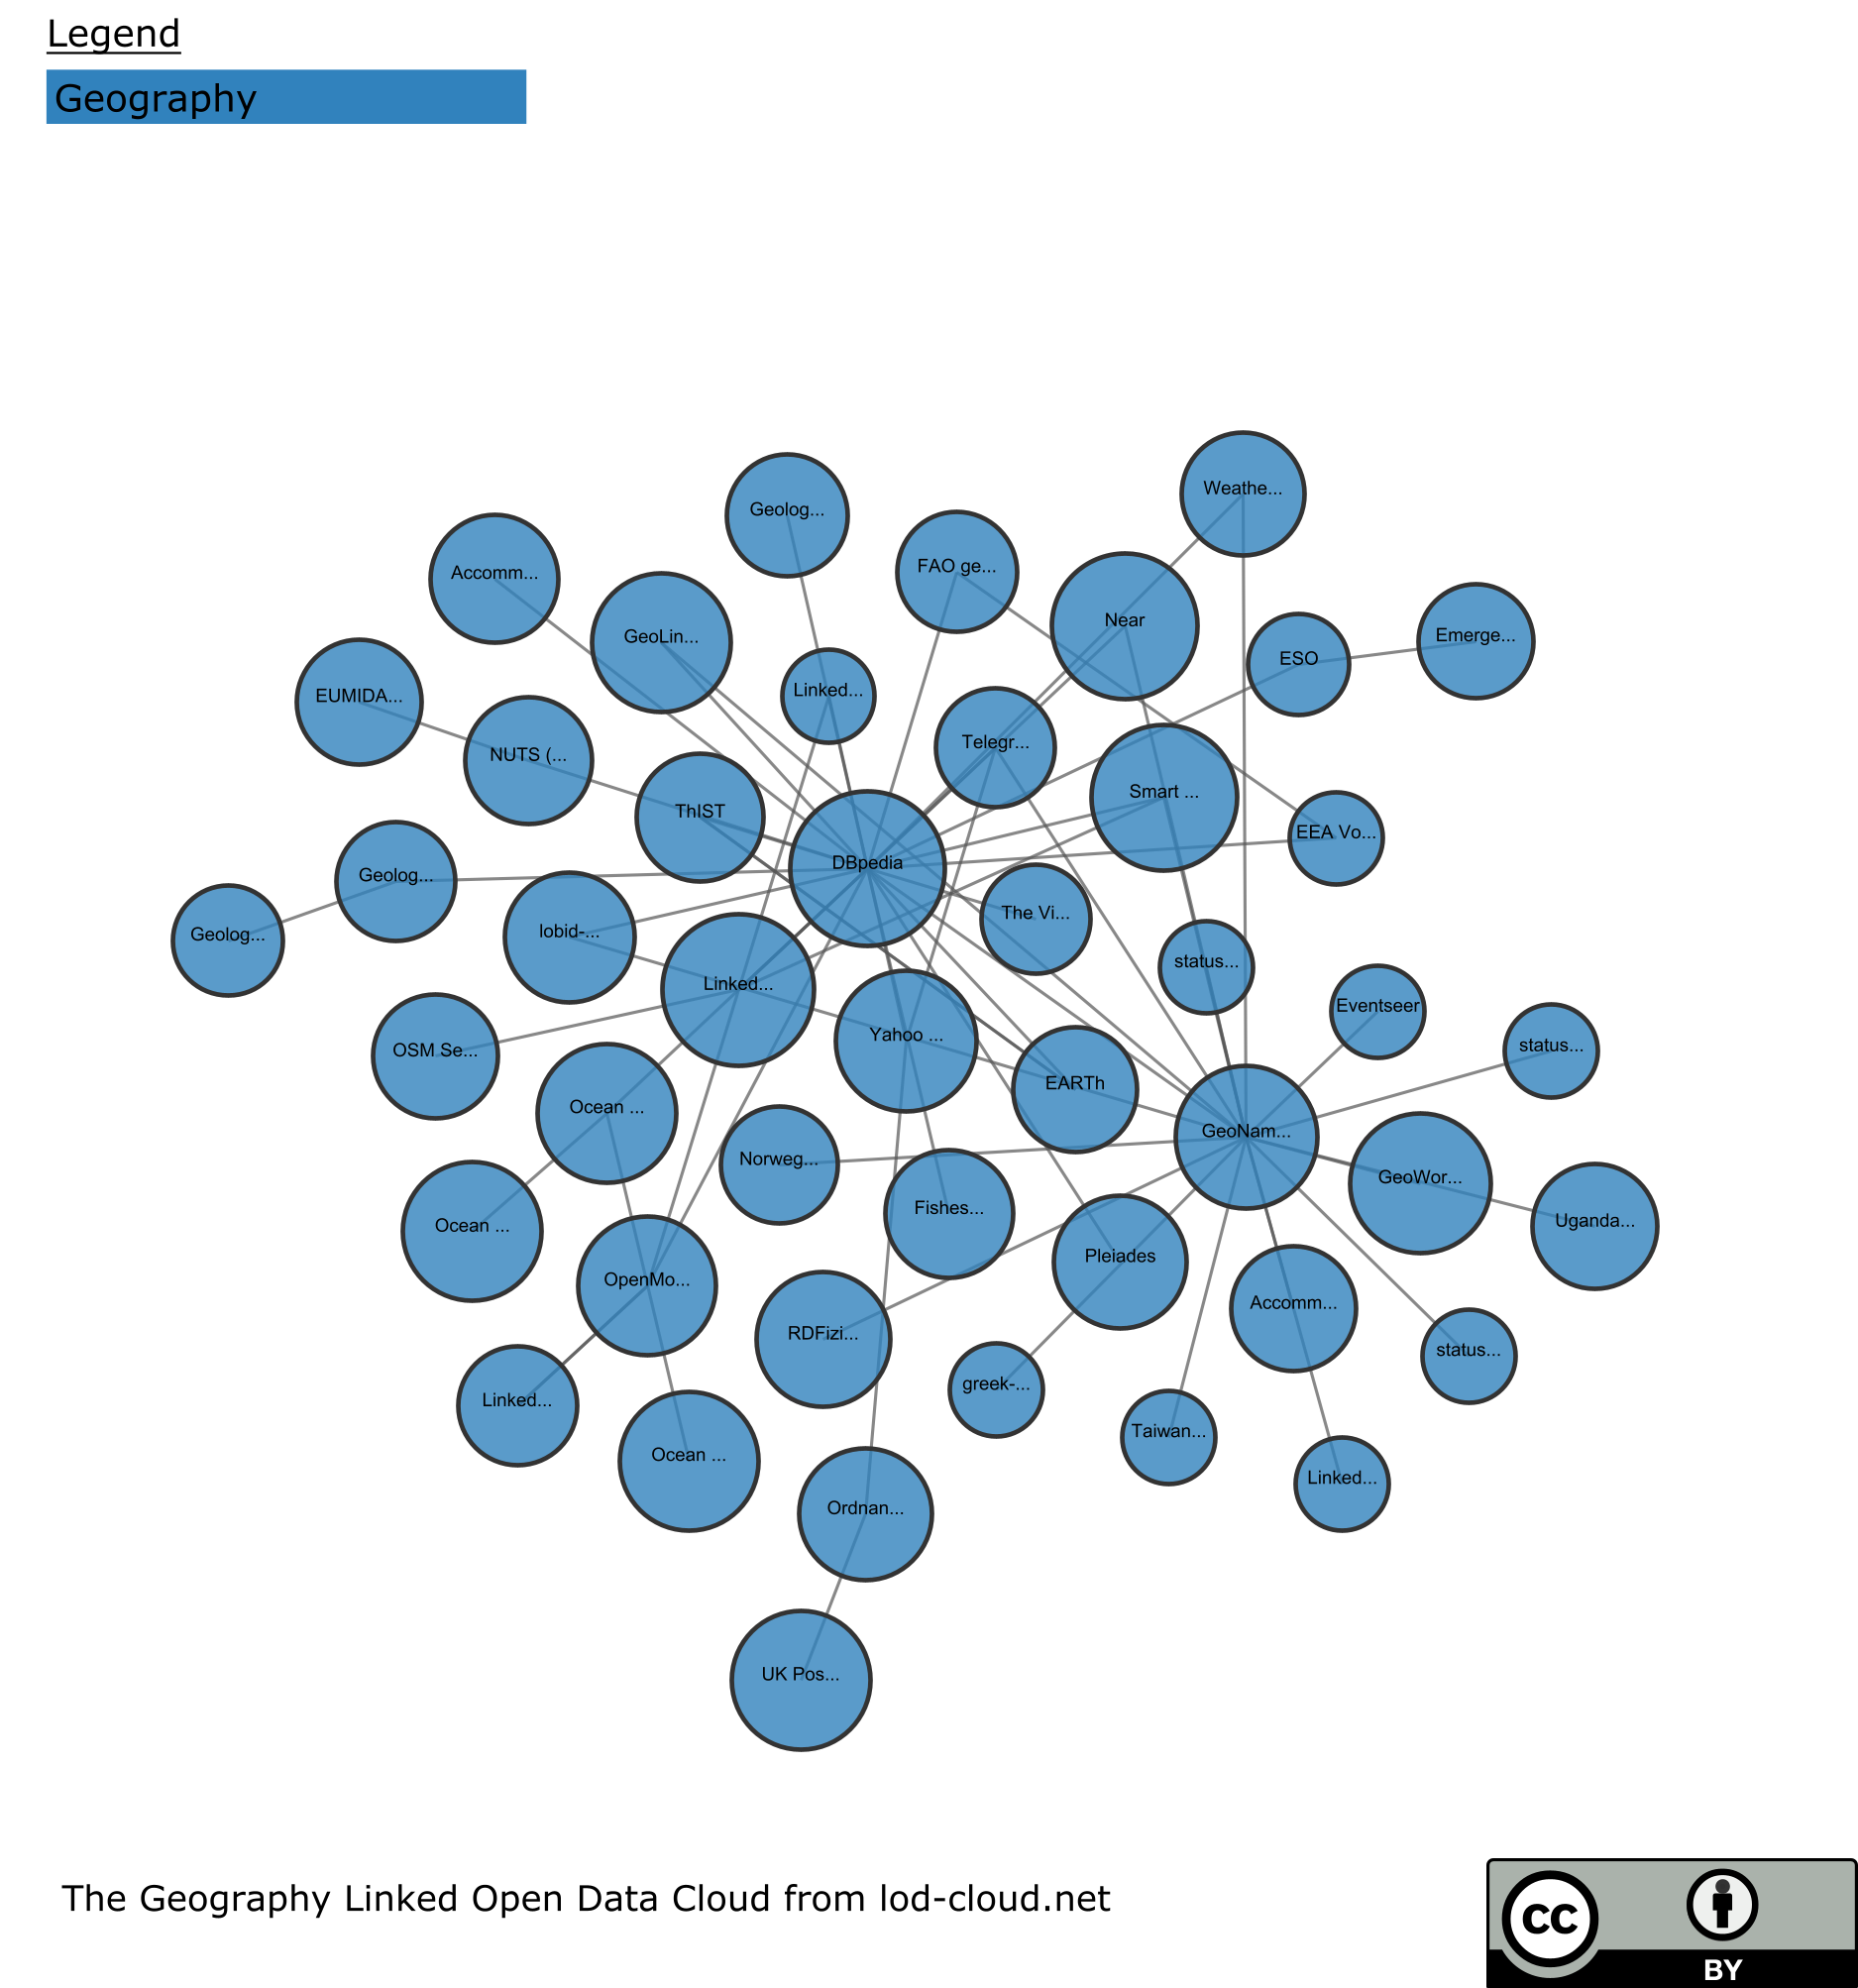 Legend
Geography
Weathe...
Geolog...
FAO ge...
Accomm...
Near
GeoLin...
Emerge...
ESO
Linked...
EUMIDA...
Telegr...
NUTS (...
Smart ...
ThIST
EEA Vo...
DBpedia
Geolog...
The Vi...
lobid-...
Geolog...
status...
Linked...
Eventseer
Yahoo ...
status...
OSM Se...
EARTh
Ocean ...
GeoNam...
Norweg...
GeoWor...
Fishes...
Uganda...
Ocean ...
Pleiades
OpenMo...
Accomm...
RDFizi...
status...
greek-...
Linked...
Taiwan...
Ocean ...
Linked...
Ordnan...
UK Pos...
The Geography Linked Open Data Cloud from lod-cloud.net
cc
BY